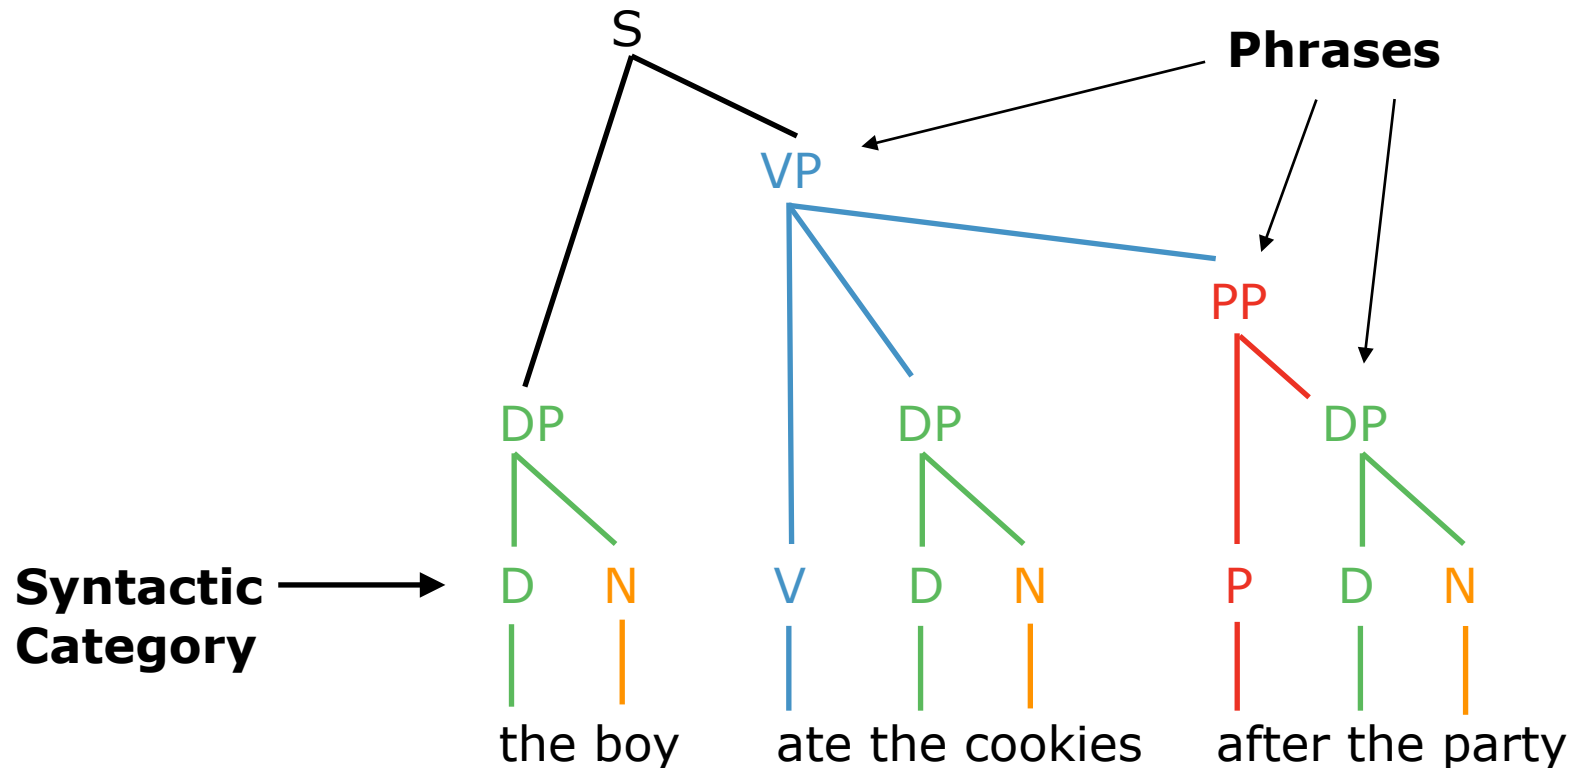 S
Phrases
VP
PP
DP DP DP
Syntactic
Category
D N V D N P D N
the boy ate the cookies after the party